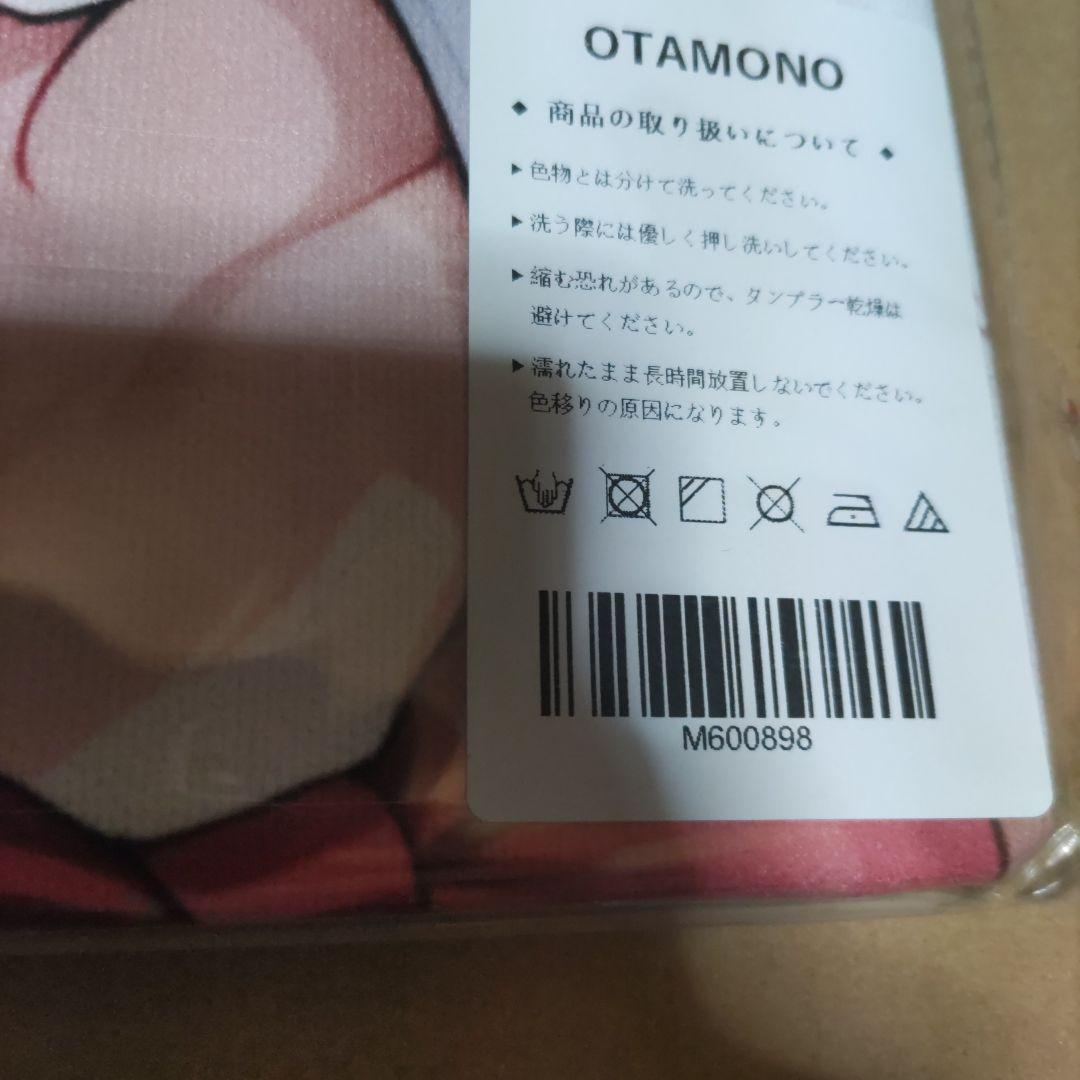 OTAMONO
◆ 商品の取り扱いについて ◆
▶色物とは分けて洗ってください。
▶洗う際には優しく押し洗いしてください。
▶縮む恐れがあるので、タンプラー乾燥は
避けてください。
▶濡れたまま長時間放置しないでください。
色移りの原因になります。
M600898